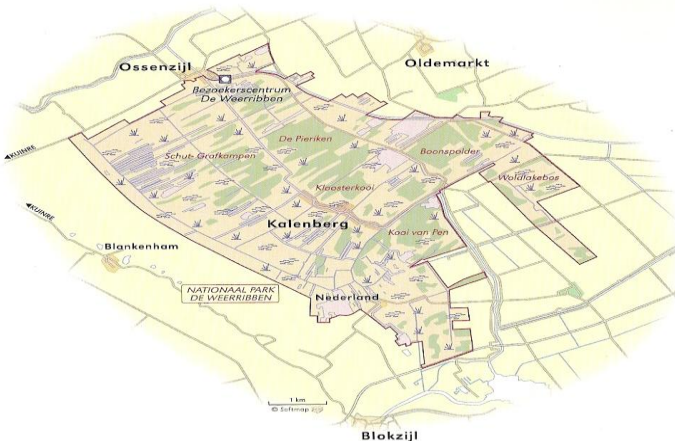 Ossenzijl
Oldemarkt
Bezoekerscentrum
De Weerribben
De Pieriken
Boonspolder
KUINRE
Schut-Grafkampen
Woldlakebos
Kloosterkooi
KUINRE
Kalenberg
Kooi van Pen
Blankenham
NATIONAAL PARK
DE WEERRIBBEN
Nederland
1 km
© Softmap
Blokzijl